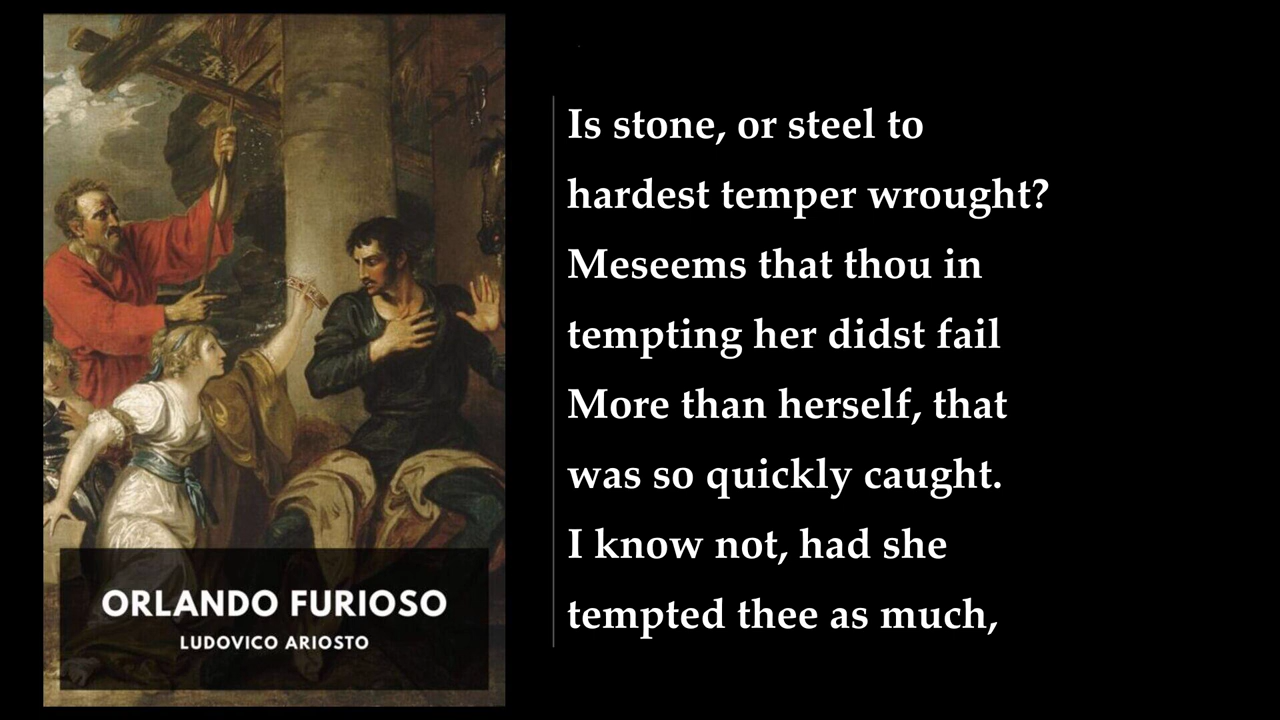 ORLANDO FURIOSO
LUDOVICO ARIOSTO
Is stone, or steel to
hardest temper wrought?
Meseems that thou in
tempting her didst fail
More than herself, that
was so quickly caught.
I know not, had she
tempted thee as much,